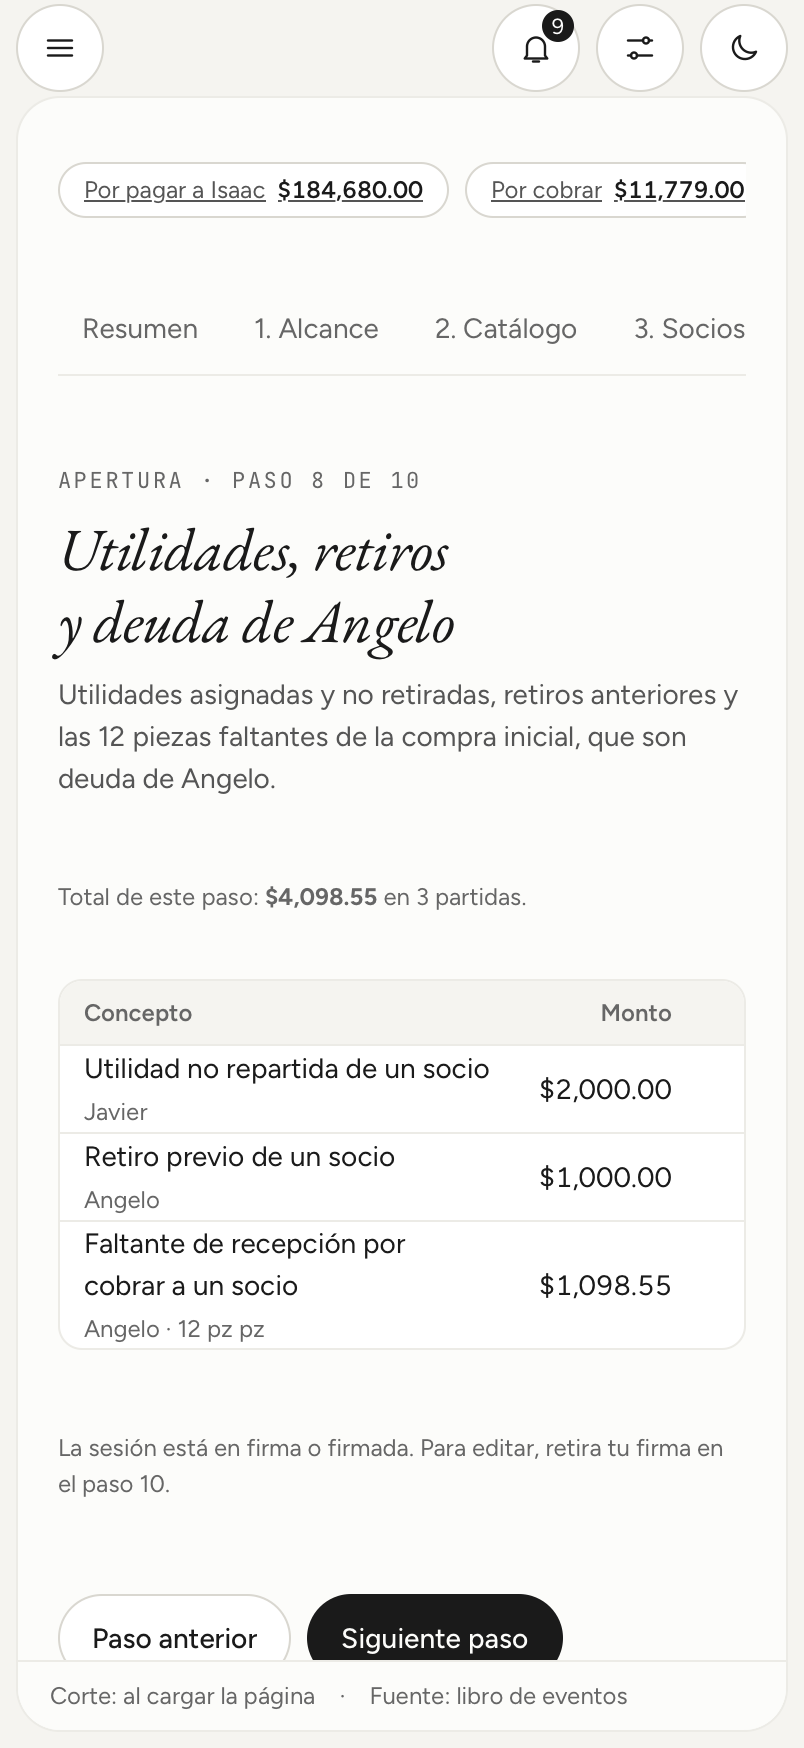 9
Por pagar a Isaac $184,680.00 Por cobrar $11,779.00
Resumen 1. Alcance 2. Catálogo 3. Socios
APERTURA · PASO 8 DE 10
Utilidades, retiros
y deuda de Angelo
Utilidades asignadas y no retiradas, retiros anteriores y
las 12 piezas faltantes de la compra inicial, que son
deuda de Angelo.
Total de este paso: $4,098.55 en 3 partidas.
Concepto Monto
Utilidad no repartida de un socio
Javier
$2,000.00
Retiro previo de un socio
Angelo
$1,000.00
Faltante de recepción por
cobrar a un socio
Angelo · 12 pz pz
$1,098.55
La sesión está en firma o firmada. Para editar, retira tu firma en
el paso 10.
Paso anterior Siguiente paso
Corte: al cargar la página · Fuente: libro de eventos